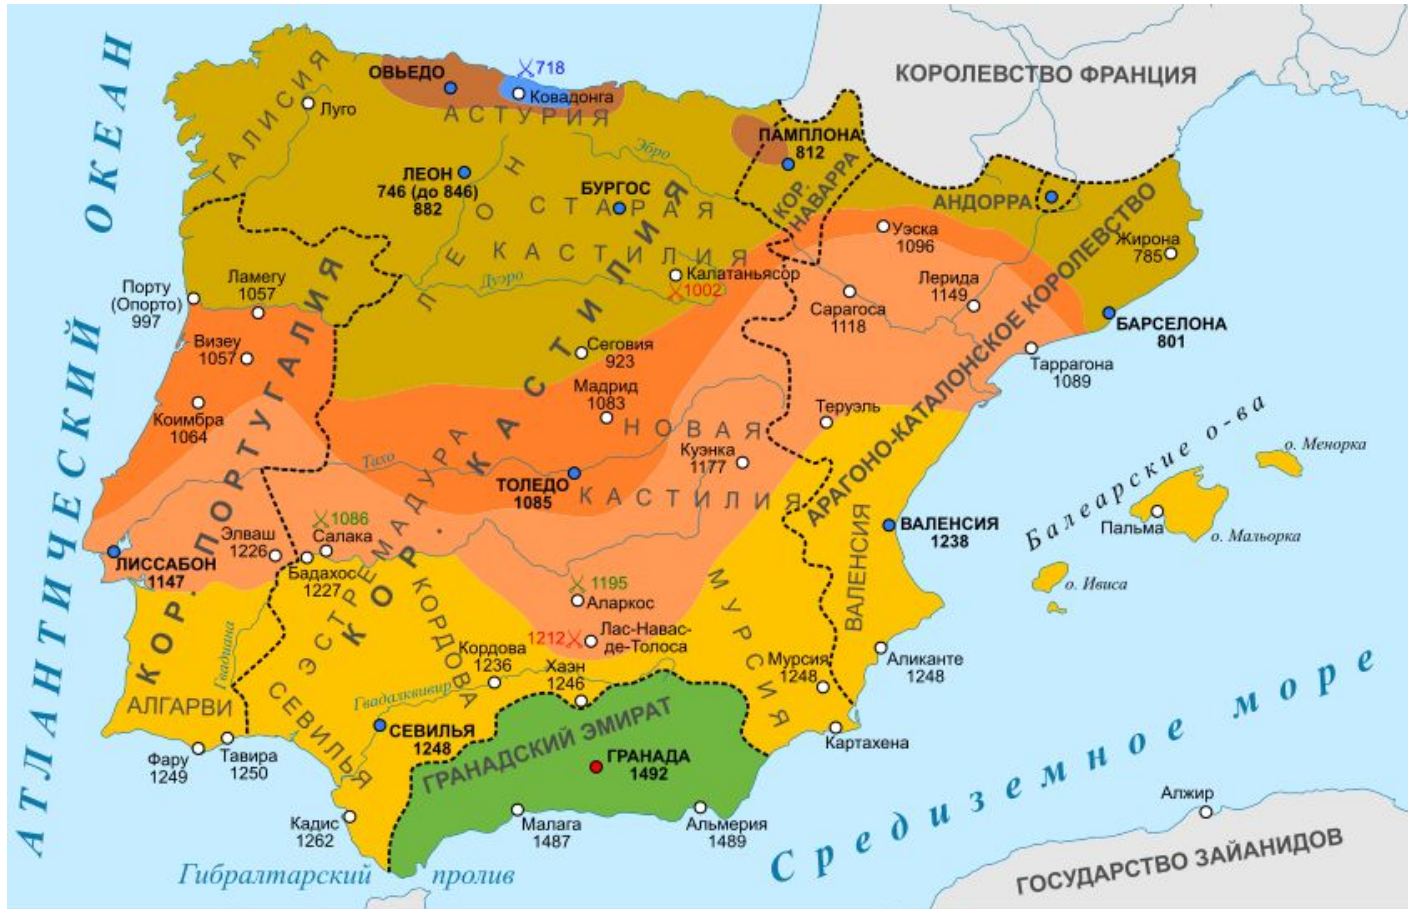 АТЛАНТИЧЕСКИЙ ОКЕАН
КОРОЛЕВСТВО ФРАНЦИЯ
ОВЬЕДО
718
Ковадонга
АСТУРИЯ
ГАЛИСИЯ
Луго
ЛЕОН
746 (до 846)
882
ЛЕОН
БУРГОС
СТАРАЯ
КАСТИЛИЯ
Эбро
ПАМПЛОНА
812
КОР.
НАВАРРА
АНДОРРА
Уэска
1096
Жирона
785
Лерида
1149
Сарагоса
1118
БАРСЕЛОНА
801
Таррагона
1089
АРАГОНО-КАТАЛОНСКОЕ КОРОЛЕВСТВО
Калатаньясор
1002
Дуэро
Порту
(Опорто)
997
Ламегу
1057
Визеу
1057
Коимбра
1064
КОР. ПОРТУГАЛИЯ
КОР. КАСТИЛИЯ
Сеговия
923
Мадрид
1083
НОВАЯ
КАСТИЛИЯ
Теруэль
Куэнка
1177
Тахо
ТОЛЕДО
1085
ЭСТРЕМАДУРА
1086
Салака
Элваш
1226
Бадахос
1227
ЛИССАБОН
1147
1195
Аларкос
1212
Лас-Навас-
де-Толоса
КОРДОВА
Кордова
1236
Хаэн
1246
МУРСИЯ
Мурсия
1248
ВАЛЕНСИЯ
ВАЛЕНСИЯ
1238
Аликанте
1248
Картахена
Балеарские о-ва
о. Менорка
Пальма
о. Мальорка
о. Ивиса
Гвадиана
Гвадалквивир
АЛГАРВИ
СЕВИЛЬЯ
СЕВИЛЬЯ
1248
Фару
1249
Тавира
1250
Кадис
1262
ГРАНАДСКИЙ ЭМИРАТ
ГРАНАДА
1492
Малага
1487
Альмерия
1489
Гибралтарский пролив
Средиземное море
Алжир
ГОСУДАРСТВО ЗАЙАНИДОВ